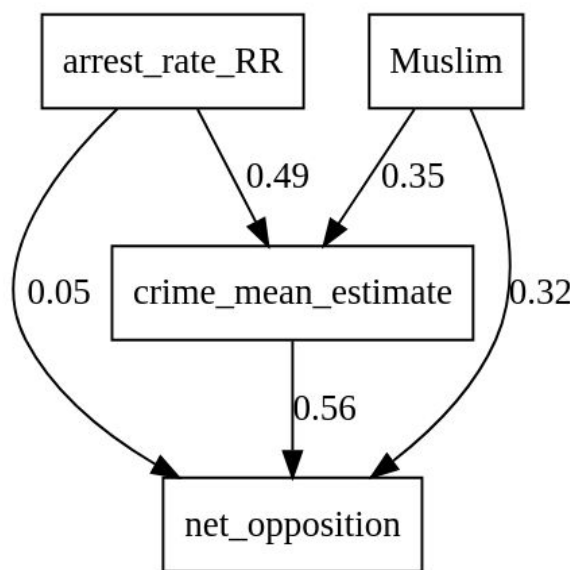 arrest_rate_RR
Muslim
0.49
0.35
0.05
crime_mean_estimate
0.32
0.56
net_opposition